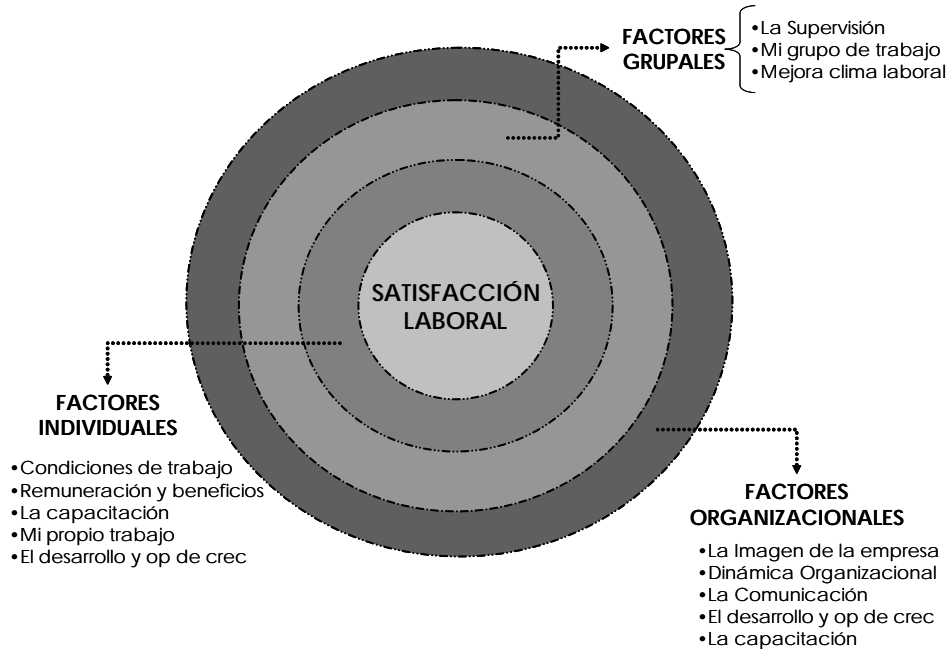 FACTORES
GRUPALES
•La Supervisión
•Mi grupo de trabajo
•Mejora clima laboral
SATISFACCIÓN
LABORAL
FACTORES
INDIVIDUALES
•Condiciones de trabajo
•Remuneración y beneficios
•La capacitación
•Mi propio trabajo
•El desarrollo y op de crec
FACTORES
ORGANIZACIONALES
•La Imagen de la empresa
•Dinámica Organizacional
•La Comunicación
•El desarrollo y op de crec
•La capacitación